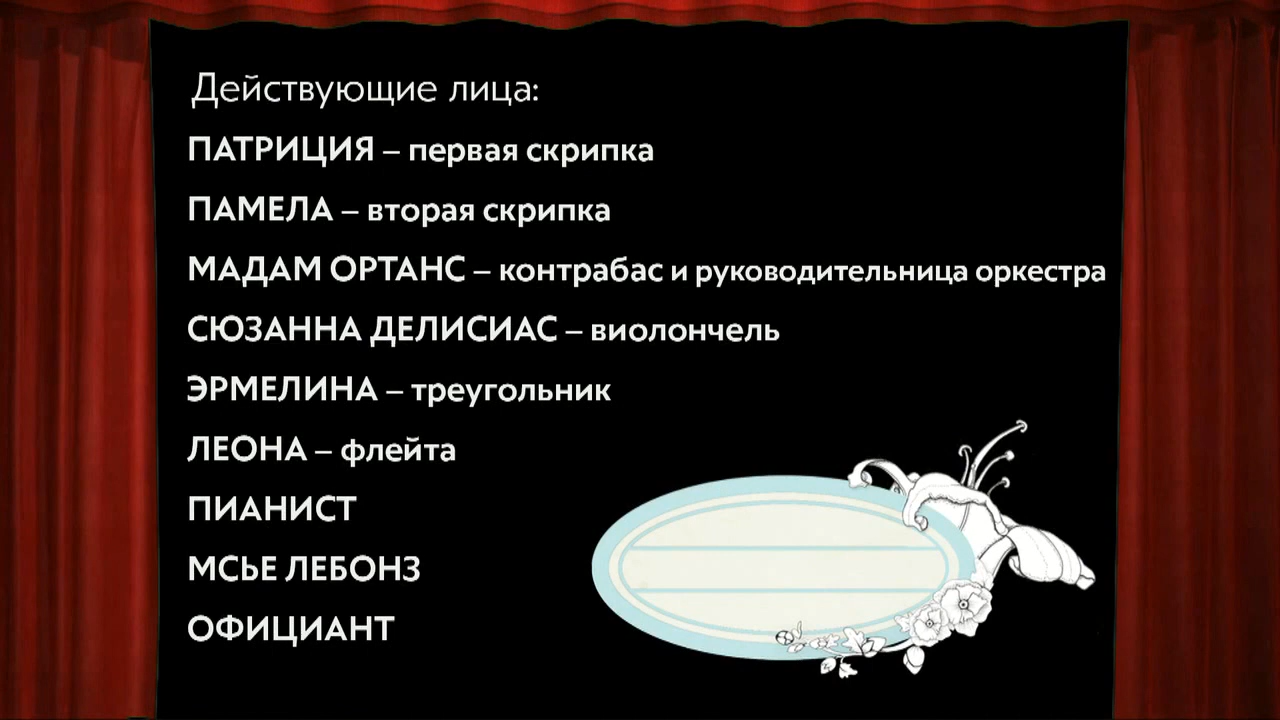 Действующие лица:
ПАТРИЦИЯ – первая скрипка
ПАМЕЛА – вторая скрипка
МАДАМ ОРТАНС – контрабас и руководительница оркестра
СЮЗАННА ДЕЛИСИАС – виолончель
ЭРМЕЛИНА – треугольник
ЛЕОНА – флейта
ПИАНИСТ
МСЬЕ ЛЕБОНЗ
ОФИЦИАНТ